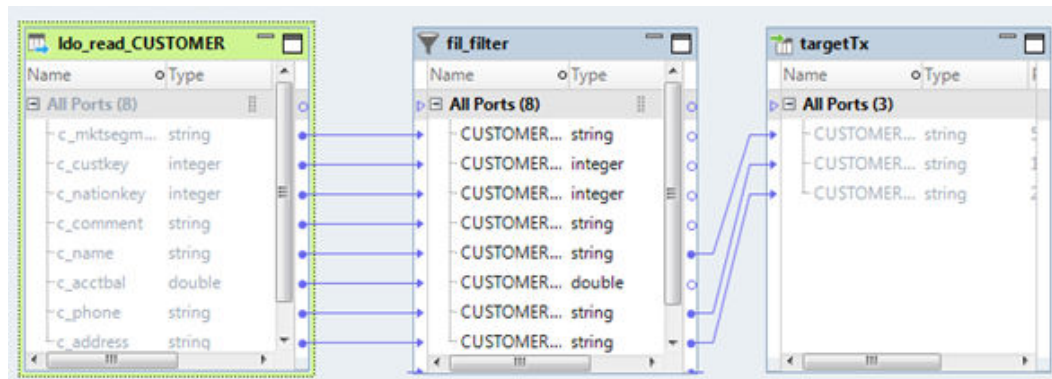 ldo_read_CUSTOMER
Name Type
All Ports (8)
c_mktsegm... string
c_custkey integer
c_nationkey integer
c_comment string
c_name string
c_acctbal double
c_phone string
c_address string
fil_filter
Name Type
All Ports (8)
CUSTOMER... string
CUSTOMER... integer
CUSTOMER... integer
CUSTOMER... string
CUSTOMER... string
CUSTOMER... double
CUSTOMER... string
CUSTOMER... string
targetTx
Name Type
All Ports (3)
CUSTOMER... string
CUSTOMER... string
CUSTOMER... string